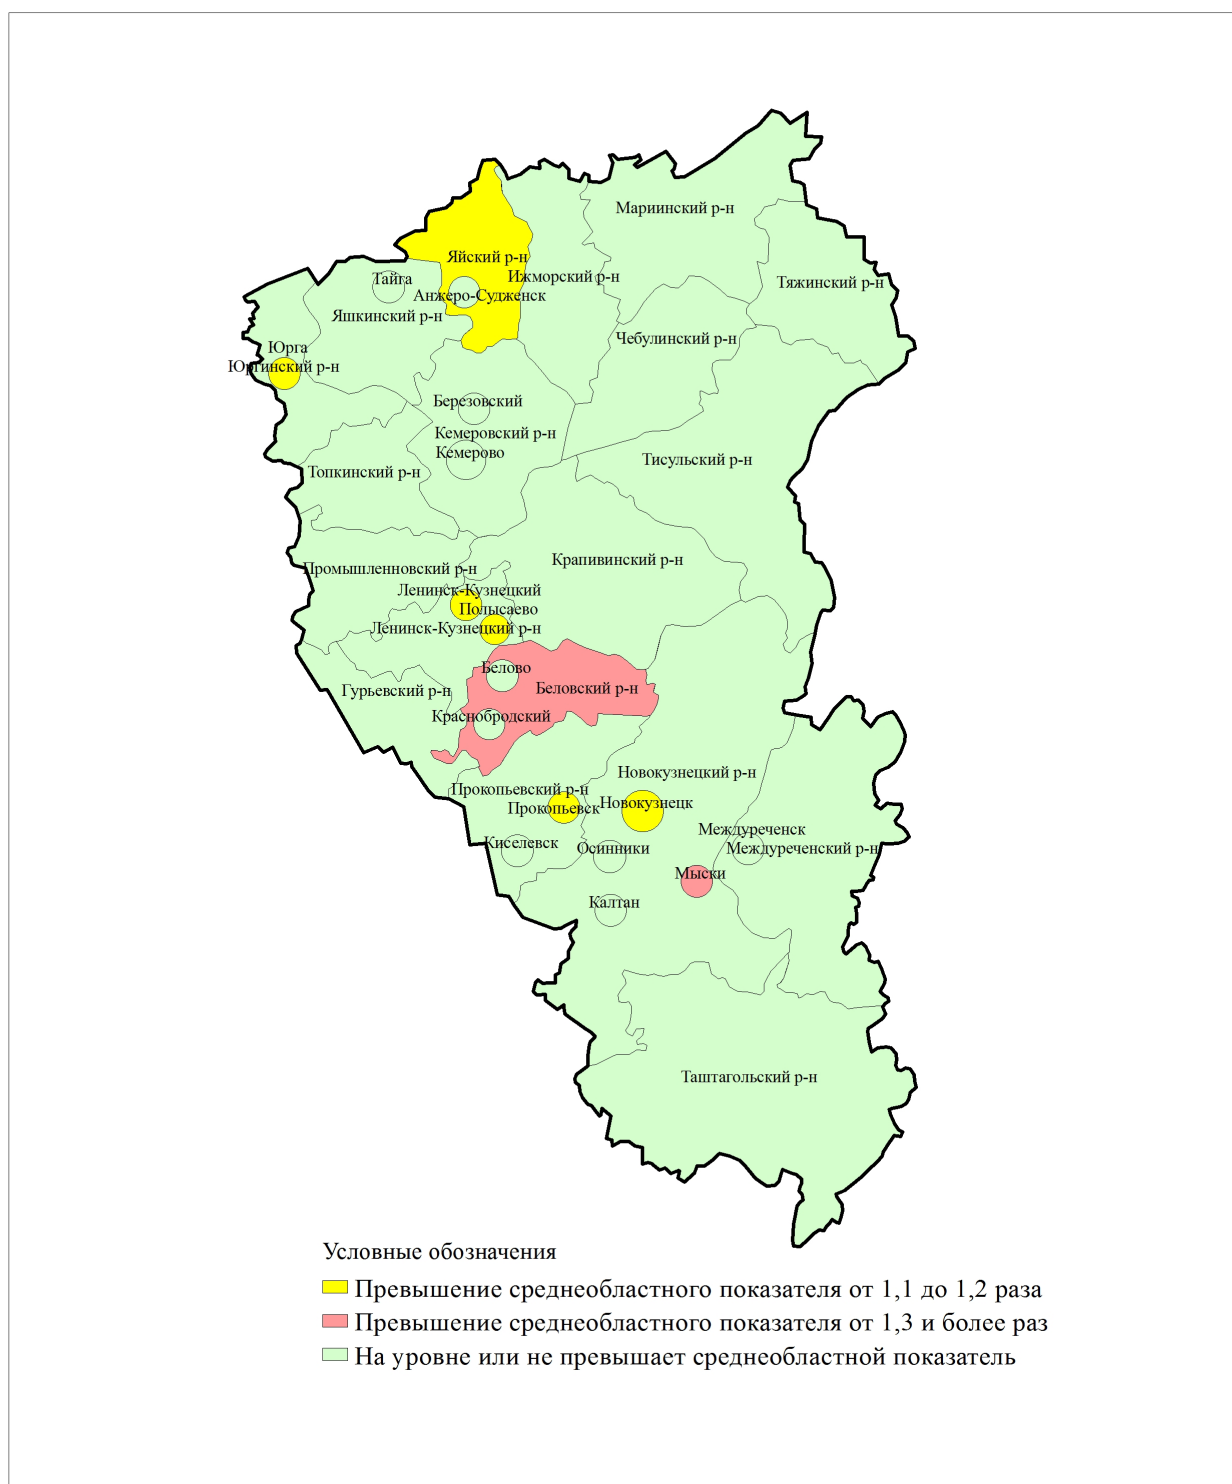 Мариинский р-н
Яйский р-н
Ижморский р-н
Тайга
Тяжинский р-н
Анжеро-Судженск
Яшкинский р-н
Чебулинский р-н
Юрга
Юргинский р-н
Березовский
Кемеровский р-н
Кемерово
Тисульский р-н
Топкинский р-н
Крапивинский р-н
Промышленновский р-н
Ленинск-Кузнецкий
Полысаево
Ленинск-Кузнецкий р-н
Белово
Беловский р-н
Гурьевский р-н
Краснобродский
Новокузнецкий р-н
Прокопьевский р-н
Прокопьевск
Новокузнецк
Междуреченск
Киселевск
Осинники
Междуреченский р-н
Мыски
Калтан
Таштагольский р-н
Условные обозначения
Превышение среднеобластного показателя от 1,1 до 1,2 раза
Превышение среднеобластного показателя от 1,3 и более раз
На уровне или не превышает среднеобластной показатель